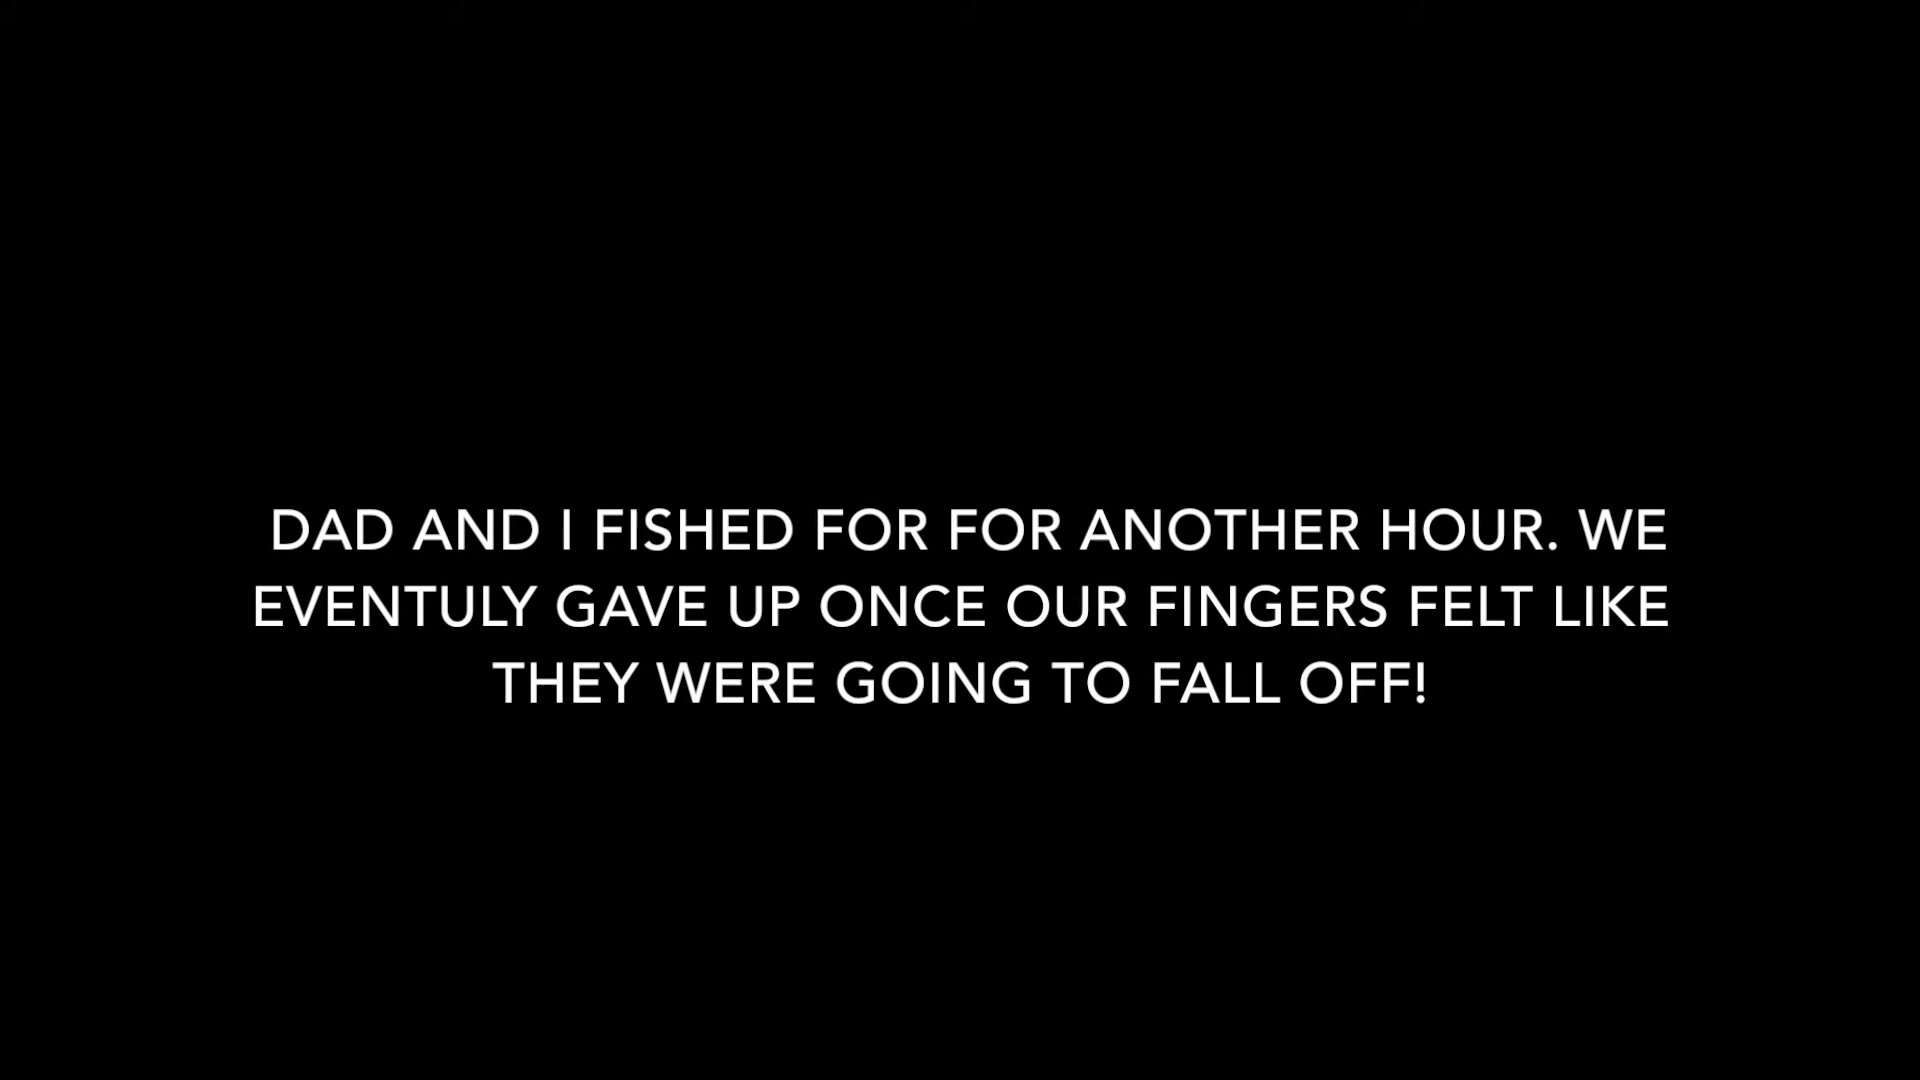 DAD AND I FISHED FOR FOR ANOTHER HOUR. WE
EVENTULY GAVE UP ONCE OUR FINGERS FELT LIKE
THEY WERE GOING TO FALL OFF!